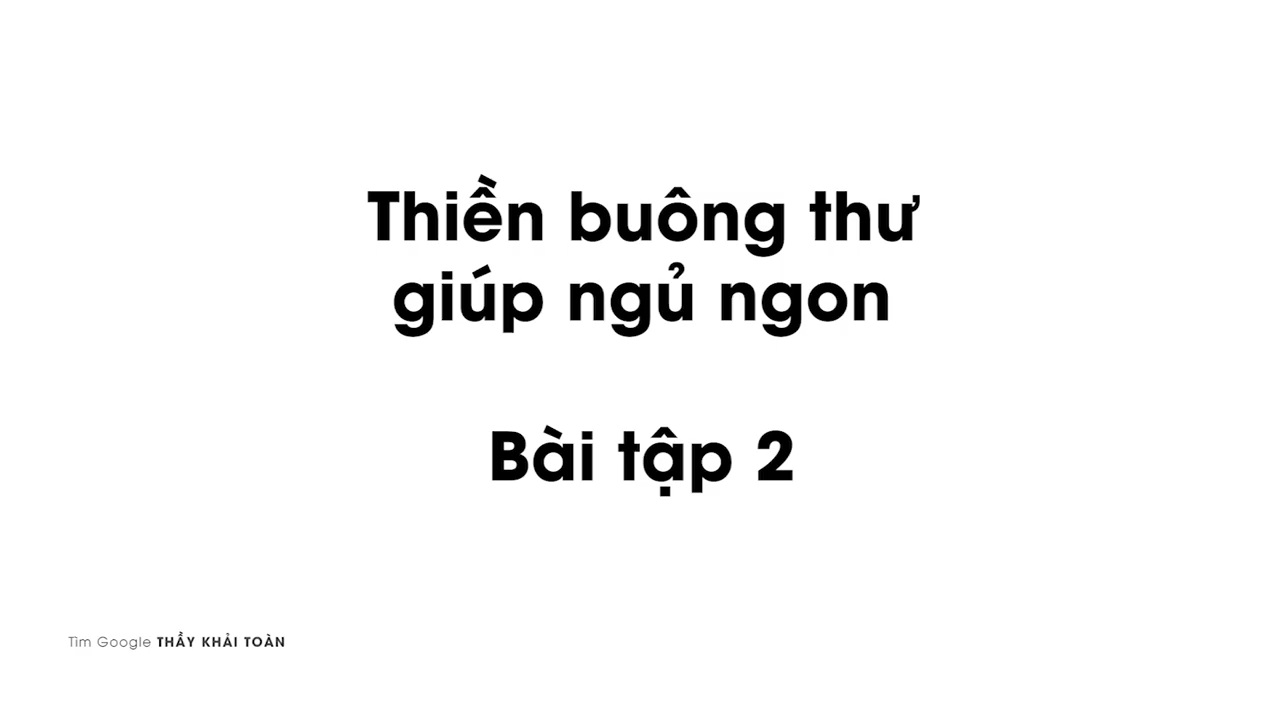 Thiền buông thư
giúp ngủ ngon
Bài tập 2
Tìm Google THẦY KHẢI TOÀN